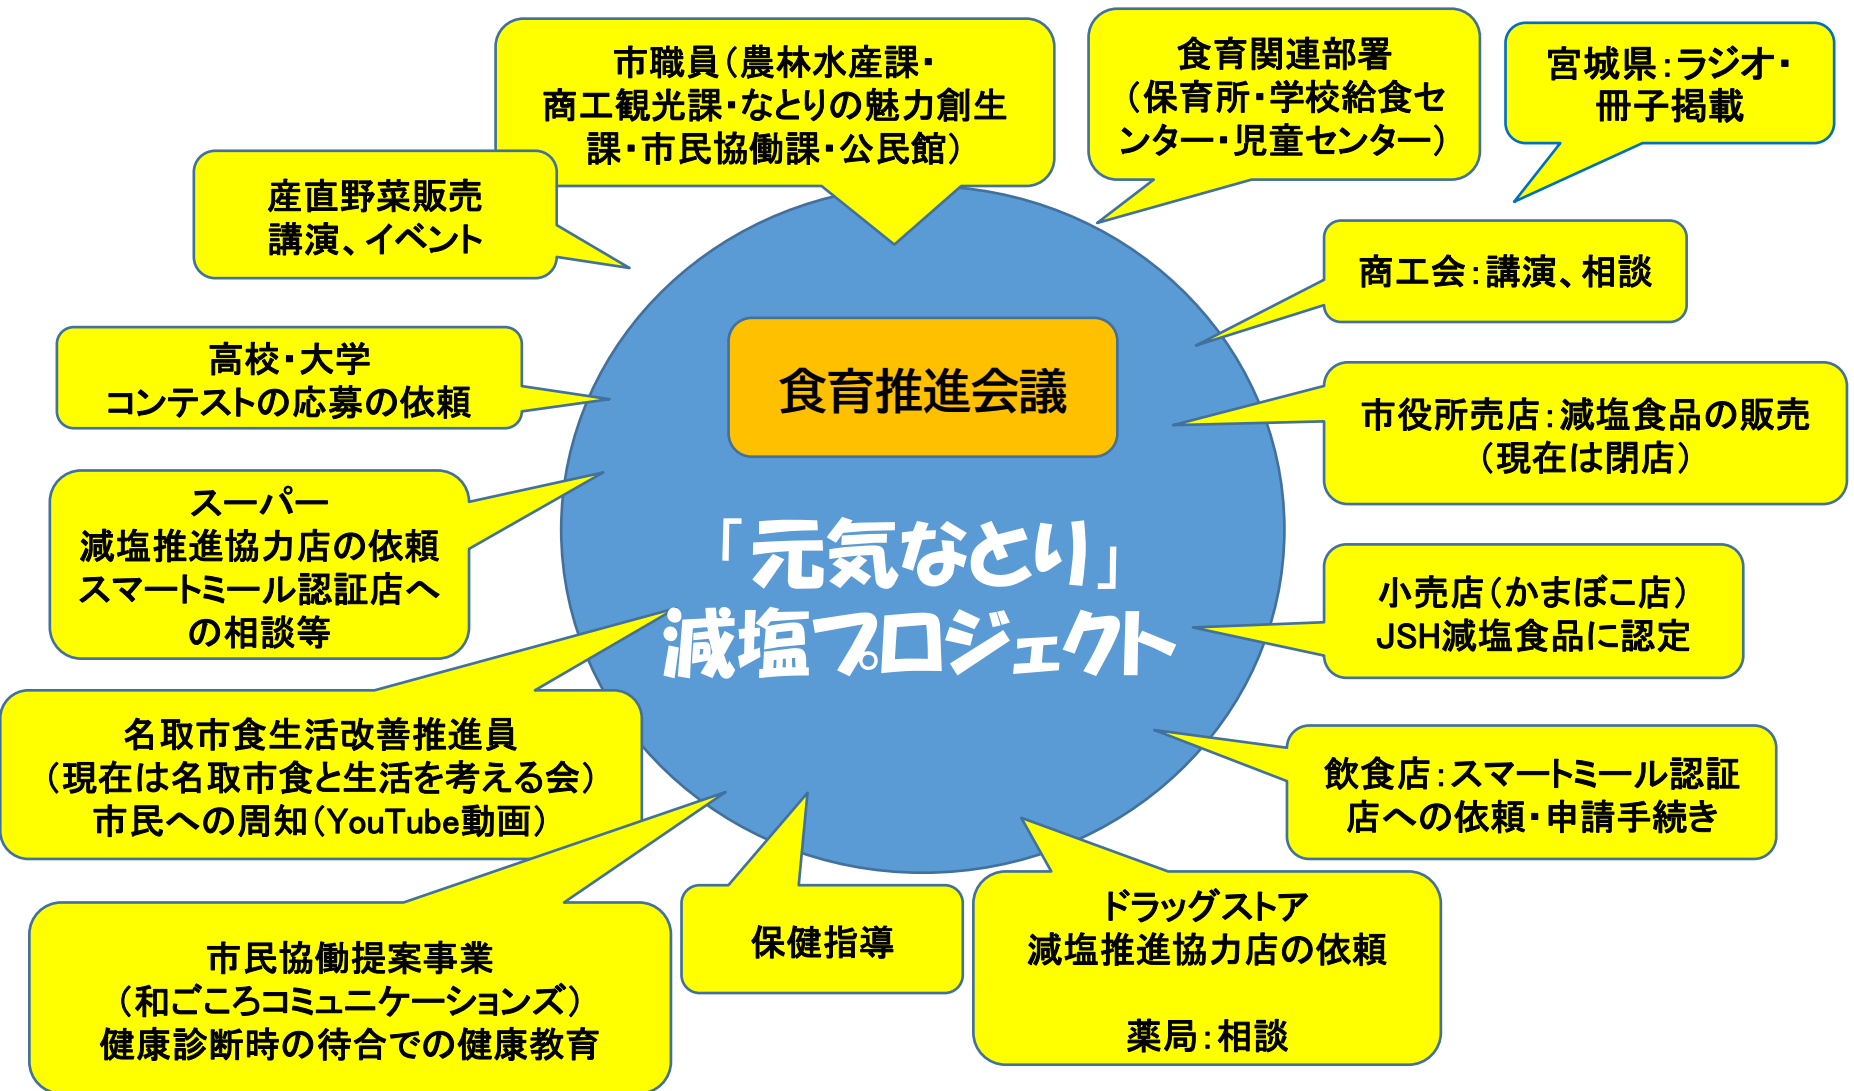 市職員（農林水産課・
商工観光課・なとりの魅力創生
課・市民協働課・公民館）
食育関連部署
（保育所・学校給食セ
ンター・児童センター）
宮城県：ラジオ・
冊子掲載
産直野菜販売
講演、イベント
商工会：講演、相談
高校・大学
コンテストの応募の依頼
食育推進会議
市役所売店：減塩食品の販売
（現在は閉店）
スーパー
減塩推進協力店の依頼
スマートミール認証店へ
の相談等
「元気なとり」
減塩プロジェクト
小売店（かまぼこ店）
JSH減塩食品に認定
名取市食生活改善推進員
（現在は名取市食と生活を考える会）
市民への周知（YouTube動画）
飲食店：スマートミール認証
店への依頼・申請手続き
市民協働提案事業
（和ごころコミュニケーションズ）
健康診断時の待合での健康教育
保健指導
ドラッグストア
減塩推進協力店の依頼
薬局：相談